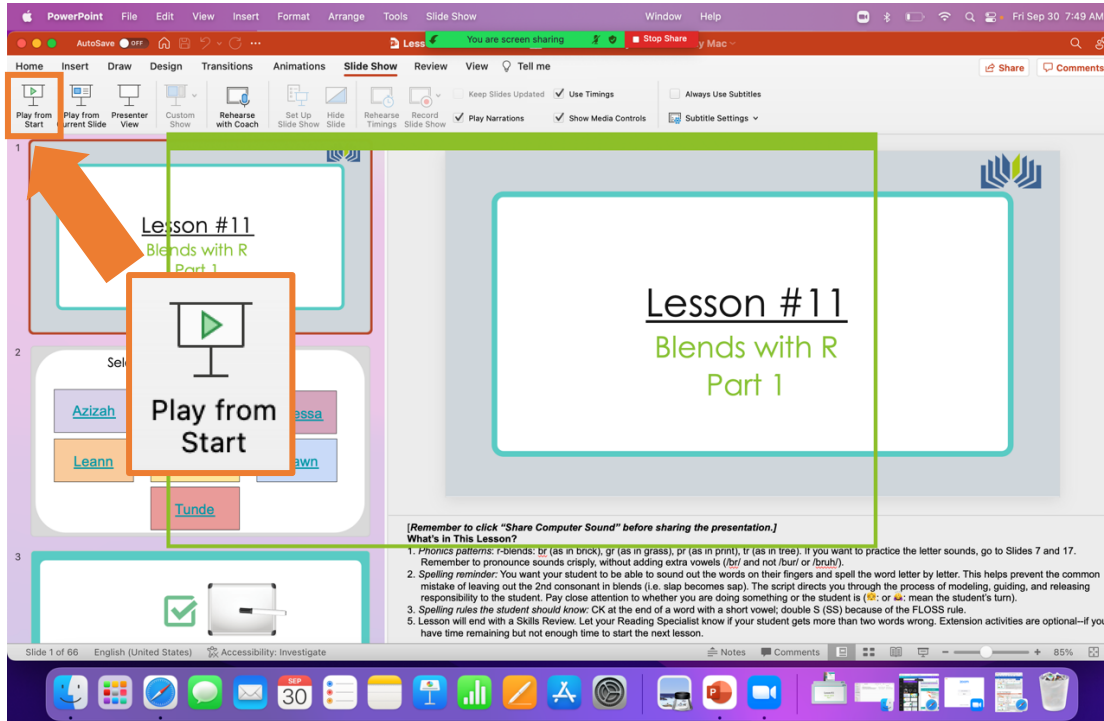 PowerPoint File Edit View Insert Format Arrange Tools Slide Show Window Help Fri Sep 30 7:49 AM
AutoSave OFF Less You are screen sharing Stop Share y Mac
Home Insert Draw Design Transitions Animations Slide Show Review View Tell me Share Comments
Play from Start
Play from Current Slide
Presenter View
Custom Show
Rehearse with Coach
Set Up Slide Show
Hide Slide
Rehearse Timings
Record Slide Show
Keep Slides Updated
Use Timings
Always Use Subtitles
Play Narrations
Show Media Controls
Subtitle Settings
1
Lesson #11
Blends with R
Part 1
Play from
Start
2
Sel
Azizah
essa
Leann
awn
Tunde
3
Lesson #11
Blends with R
Part 1
[Remember to click “Share Computer Sound” before sharing the presentation.]
What’s in This Lesson?
1. Phonics patterns: r-blends: br (as in brick), gr (as in grass), pr (as in print), tr (as in tree). If you want to practice the letter sounds, go to Slides 7 and 17.
Remember to pronounce sounds crisply, without adding extra vowels (/br/ and not /bur/ or /bruh/).
2. Spelling reminder: You want your student to be able to sound out the words on their fingers and spell the word letter by letter. This helps prevent the common
mistake of leaving out the 2nd consonant in blends (i.e. slap becomes sap). The script directs you through the process of modeling, guiding, and releasing
responsibility to the student. Pay close attention to whether you are doing something or the student is (🧑: or 🙇: mean the student’s turn).
3. Spelling rules the student should know: CK at the end of a word with a short vowel; double S (SS) because of the FLOSS rule.
5. Lesson will end with a Skills Review. Let your Reading Specialist know if your student gets more than two words wrong. Extension activities are optional--if you
have time remaining but not enough time to start the next lesson.
Slide 1 of 66 English (United States) Accessibility: Investigate Notes Comments 85%
SEP
30